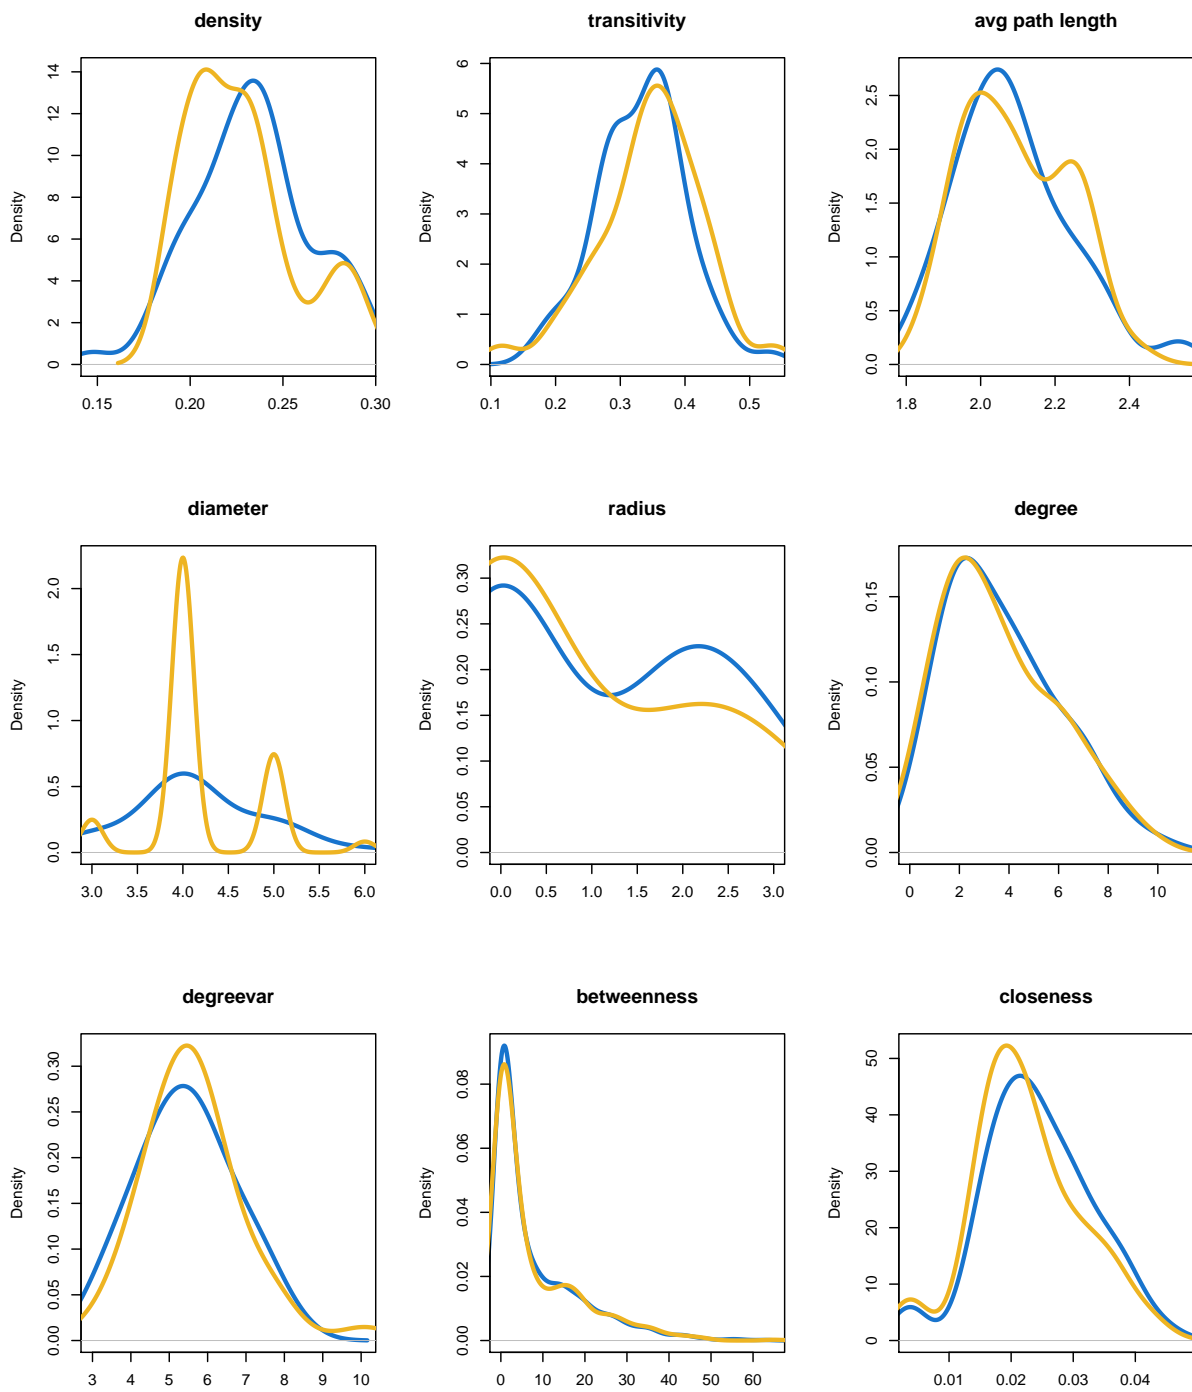 density
transitivity
avg path length
Density
0 2 4 6 8 10 12 14
0.15 0.20 0.25 0.30
Density
0 1 2 3 4 5 6
0.1 0.2 0.3 0.4 0.5
Density
0.0 0.5 1.0 1.5 2.0 2.5
1.8 2.0 2.2 2.4
diameter
radius
degree
Density
0.0 0.5 1.0 1.5 2.0
3.0 3.5 4.0 4.5 5.0 5.5 6.0
Density
0.00 0.05 0.10 0.15 0.20 0.25 0.30
0.0 0.5 1.0 1.5 2.0 2.5 3.0
Density
0.00 0.05 0.10 0.15
0 2 4 6 8 10
degreevar
betweenness
closeness
Density
0.00 0.05 0.10 0.15 0.20 0.25 0.30
3 4 5 6 7 8 9 10
Density
0.00 0.02 0.04 0.06 0.08
0 10 20 30 40 50 60
Density
0 10 20 30 40 50
0.01 0.02 0.03 0.04